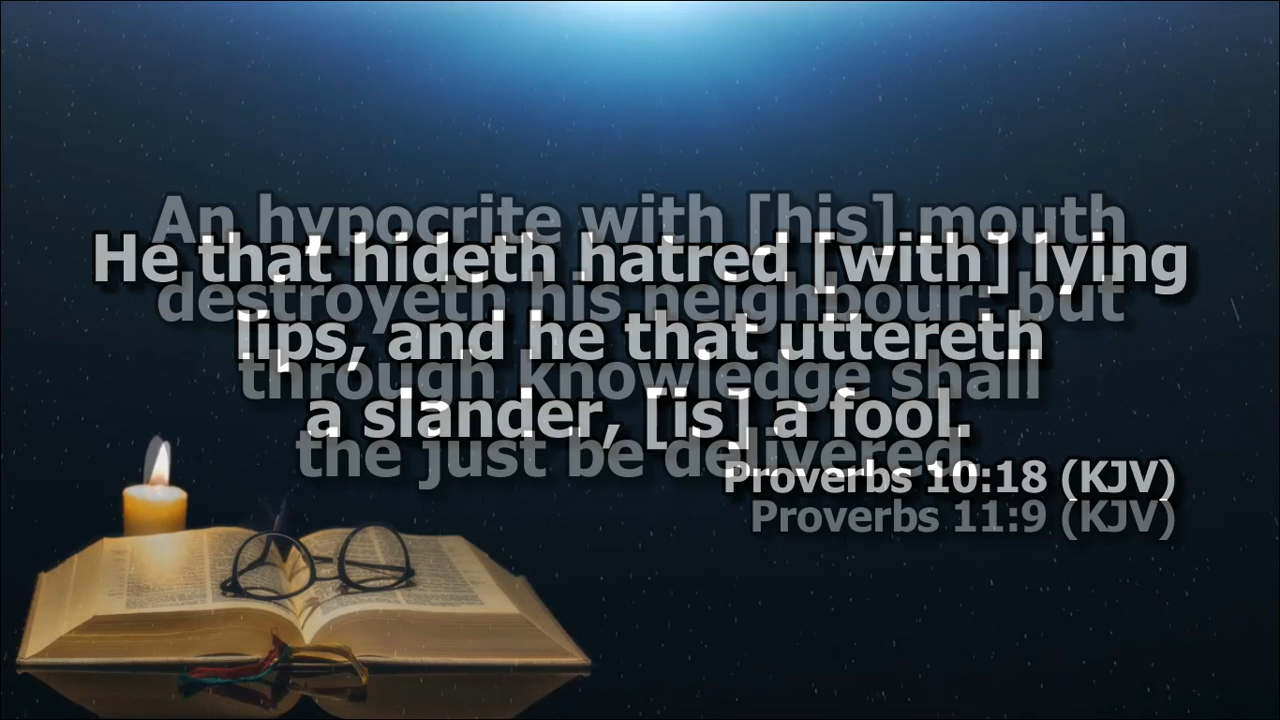 He that hideth hatred [with] lying
lips, and he that uttereth
a slander, [is] a fool.
Proverbs 10:18 (KJV)
An hypocrite with [his] mouth
destroyeth his neighbour: but
through knowledge shall
the just be delivered.
Proverbs 11:9 (KJV)